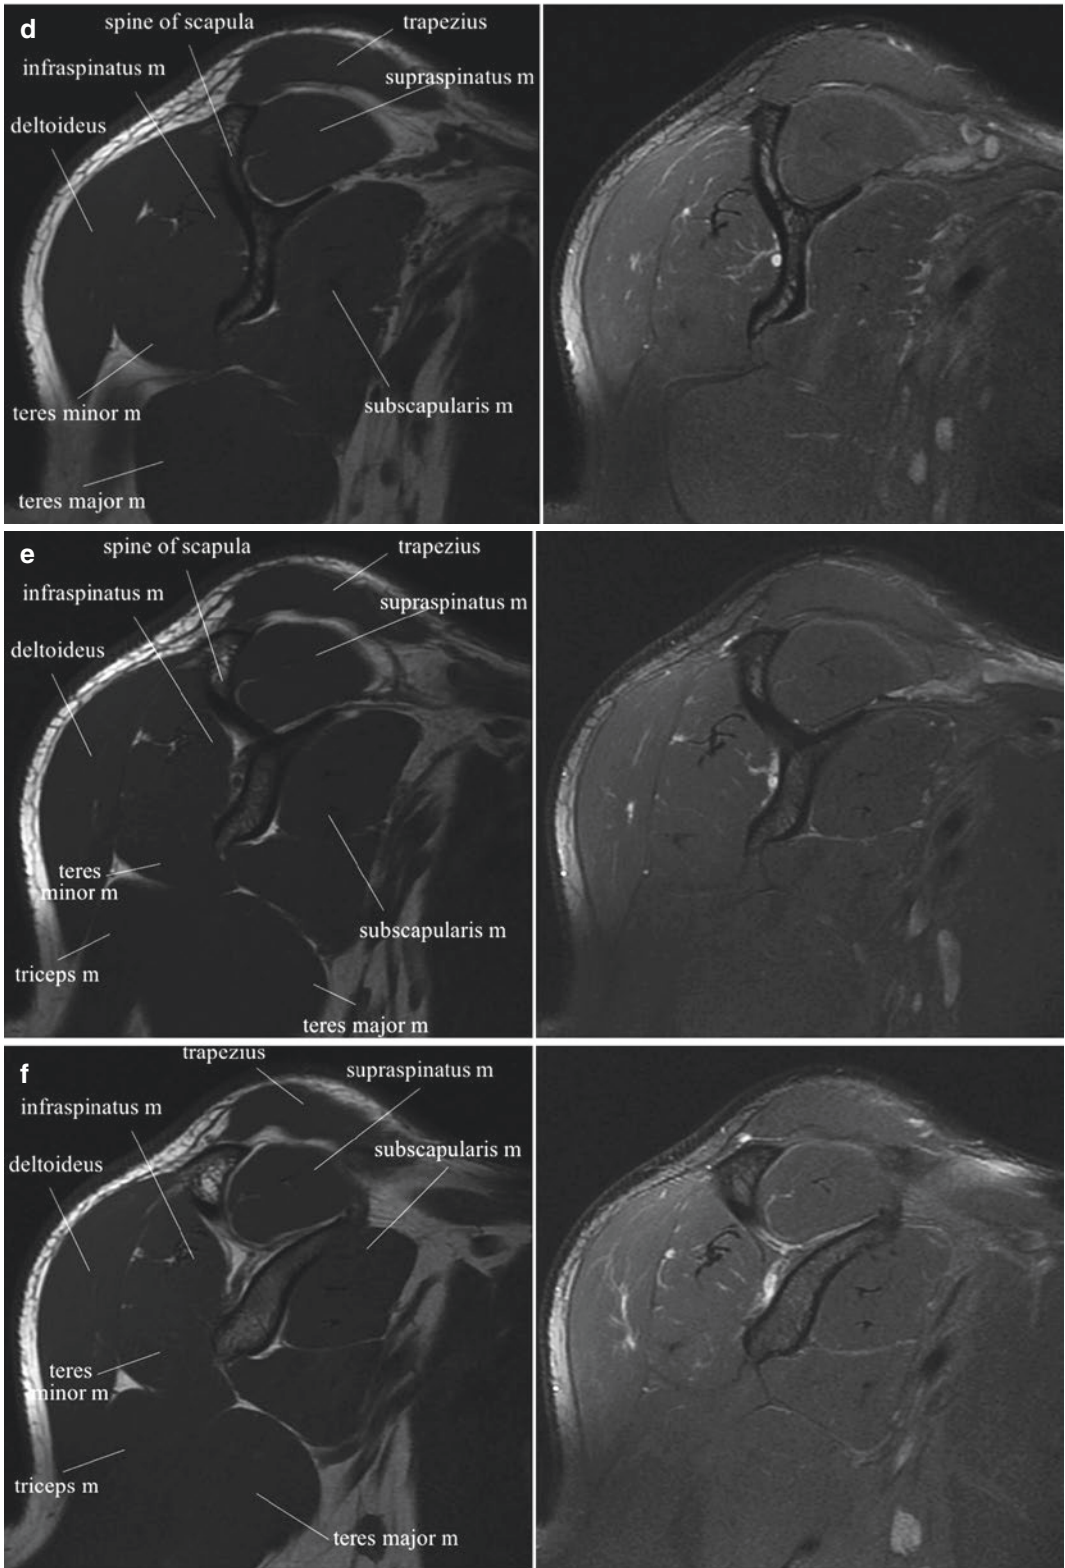 d
spine of scapula
trapezius
infraspinatus m
supraspinatus m
deltoideus
teres minor m
subscapularis m
teres major m
e
spine of scapula
trapezius
infraspinatus m
supraspinatus m
deltoideus
teres
minor m
subscapularis m
triceps m
teres major m
f
trapezius
supraspinatus m
infraspinatus m
subscapularis m
deltoideus
teres
minor m
triceps m
teres major m